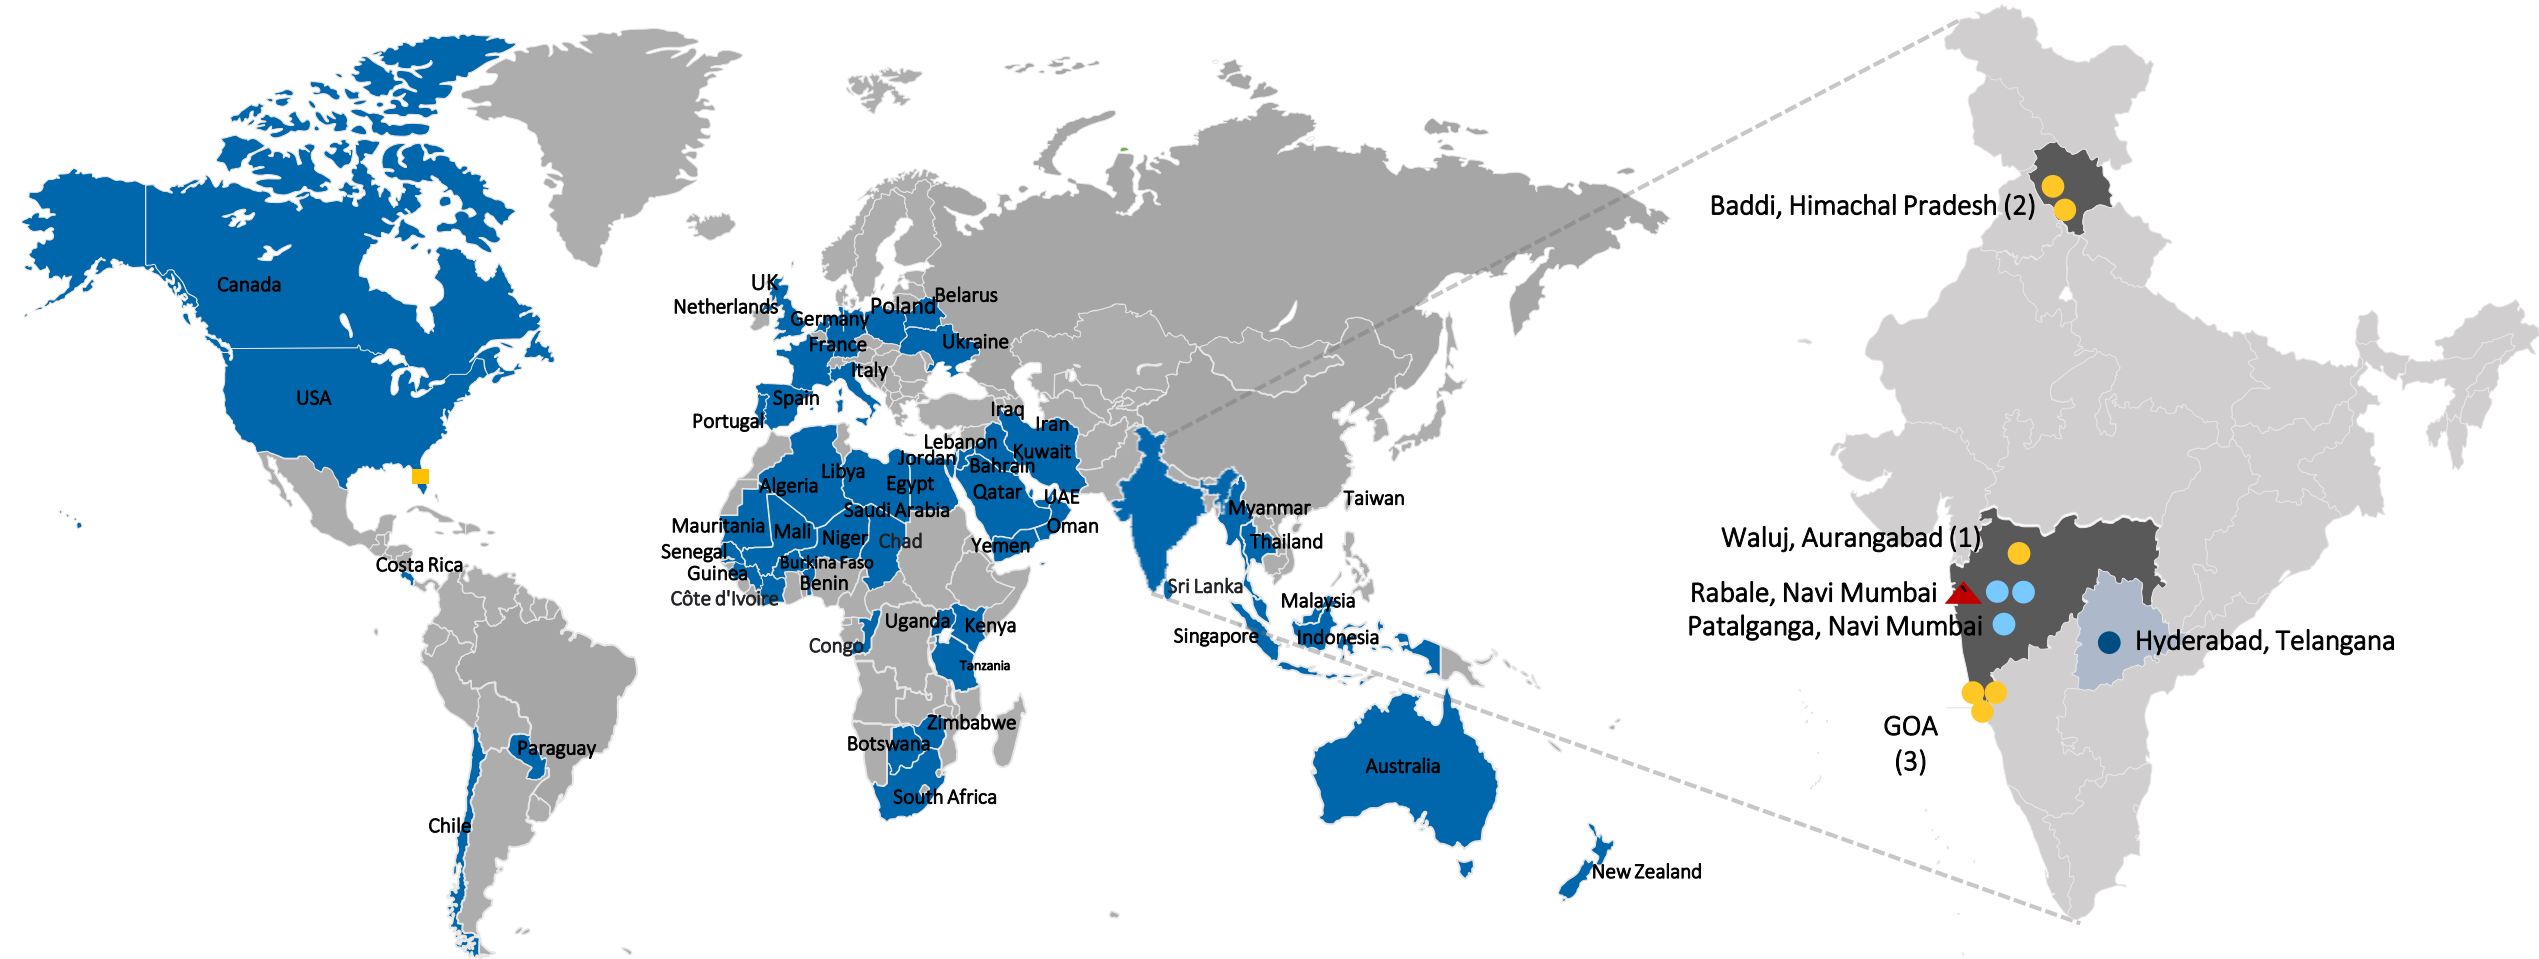 Canada
USA
Costa Rica
Paraguay
Chile
UK
Netherlands
Germany
Poland
Belarus
France
Ukraine
Italy
Spain
Portugal
Iraq
Iran
Lebanon
Kuwait
Jordan
Bahrain
Libya
Algeria
Egypt
Qatar
UAE
Saudi Arabia
Oman
Mauritania
Mali
Niger
Chad
Yemen
Senegal
Burkina Faso
Guinea
Benin
Côte d'Ivoire
Uganda
Kenya
Congo
Tanzania
Zimbabwe
Botswana
South Africa
Taiwan
Myanmar
Thailand
Sri Lanka
Malaysia
Singapore
Indonesia
Australia
New Zealand
Baddi, Himachal Pradesh (2)
Waluj, Aurangabad (1)
Rabale, Navi Mumbai
Patalganga, Navi Mumbai
Hyderabad, Telangana
GOA
(3)